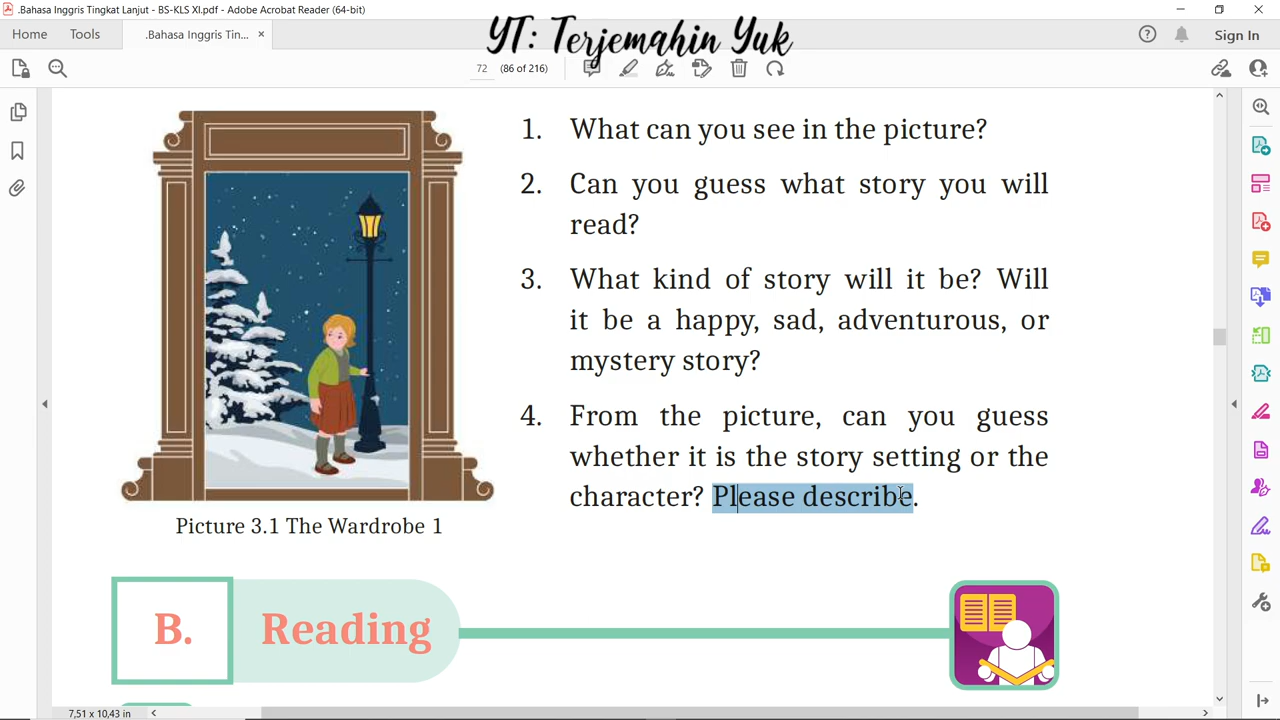 .Bahasa Inggris Tingkat Lanjut - BS-KLS XI.pdf - Adobe Acrobat Reader (64-bit)
YT: Terjemahin Yuk
Home Tools .Bahasa Inggris Tin... × Sign In
72 (86 of 216)
1. What can you see in the picture?
2. Can you guess what story you will
read?
3. What kind of story will it be? Will
it be a happy, sad, adventurous, or
mystery story?
4. From the picture, can you guess
whether it is the story setting or the
character? Please describe.
Picture 3.1 The Wardrobe 1
B. Reading
7,51 x 10,43 in